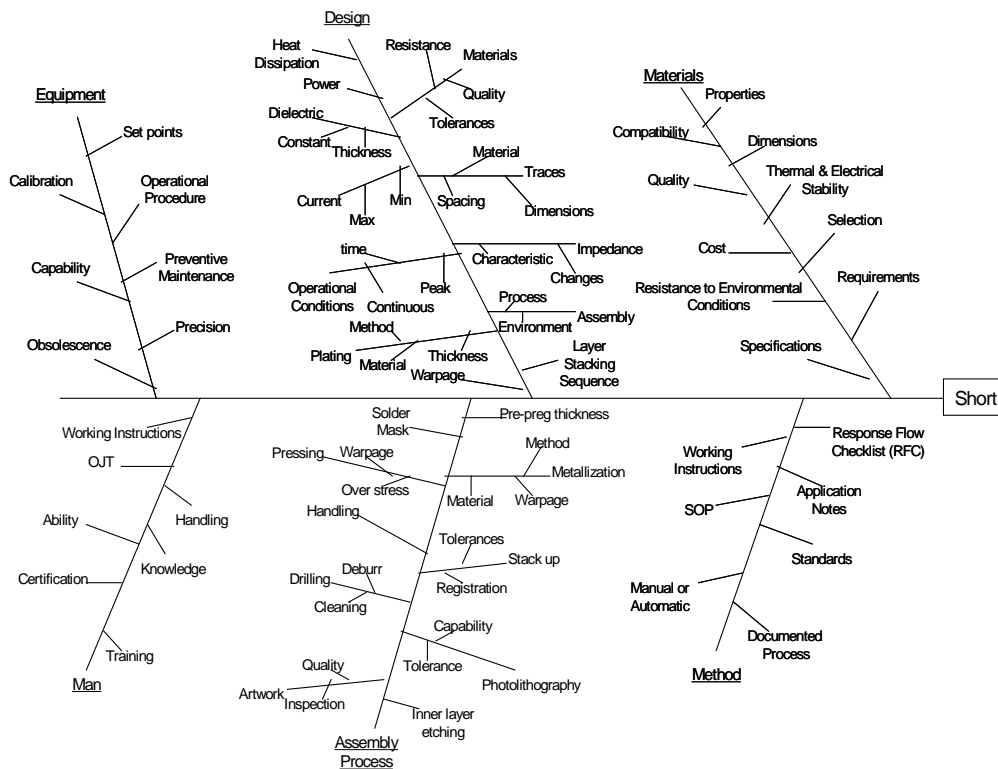 Design
Heat
Dissipation
Resistance
Materials
Power
Quality
Tolerances
Dielectric
Constant
Thickness
Material
Traces
Current
Max
Min
Spacing
Dimensions
time
Characteristic
Impedance
Changes
Operational
Conditions
Continuous
Peak
Process
Environment
Assembly
Method
Plating
Material
Thickness
Warpage
Layer
Stacking
Sequence
Equipment
Set points
Calibration
Operational
Procedure
Capability
Preventive
Maintenance
Precision
Obsolescence
Materials
Properties
Compatibility
Dimensions
Quality
Thermal & Electrical
Stability
Selection
Cost
Resistance to Environmental
Conditions
Requirements
Specifications
Short
Working Instructions
OJT
Handling
Ability
Knowledge
Certification
Training
Man
Solder
Mask
Pre-preg thickness
Pressing
Warpage
Over stress
Method
Metallization
Material
Warpage
Handling
Tolerances
Stack up
Registration
Drilling
Deburr
Cleaning
Capability
Tolerance
Photolithography
Quality
Artwork
Inspection
Inner layer
etching
Assembly
Process
Response Flow
Checklist (RFC)
Working
Instructions
Application
Notes
SOP
Standards
Manual or
Automatic
Documented
Process
Method